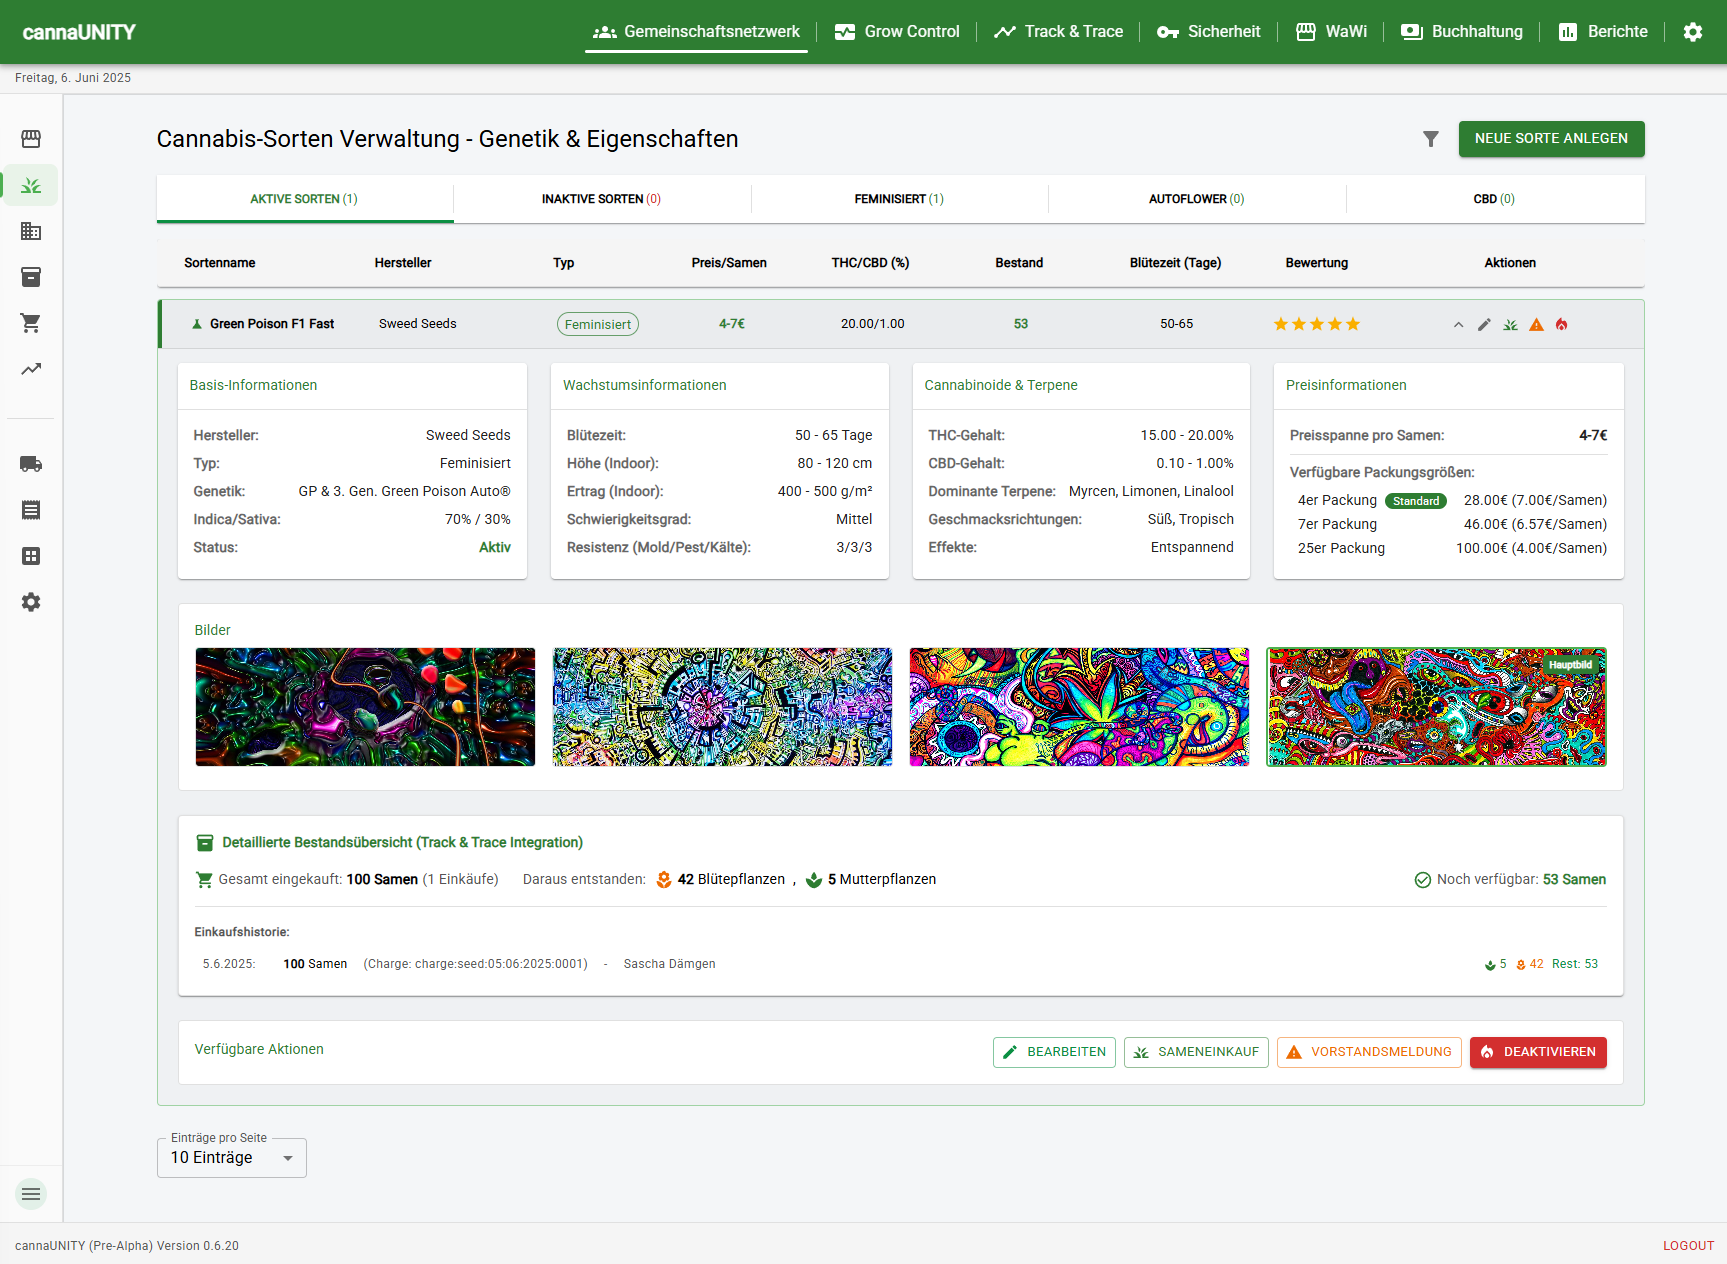 cannaUNITY
Gemeinschaftsnetzwerk
Grow Control
Track & Trace
Sicherheit
WaWi
Buchhaltung
Berichte
Freitag, 6. Juni 2025
Cannabis-Sorten Verwaltung - Genetik & Eigenschaften
NEUE SORTE ANLEGEN
AKTIVE SORTEN (1)
INAKTIVE SORTEN (0)
FEMINISIERT (1)
AUTOFLOWER (0)
CBD (0)
Sortenname Hersteller Typ Preis/Samen THC/CBD (%) Bestand Blütezeit (Tage) Bewertung Aktionen
Green Poison F1 Fast Sweed Seeds Feminisiert 4-7€ 20.00/1.00 53 50-65
Basis-Informationen
Hersteller: Sweed Seeds
Typ: Feminisiert
Genetik: GP & 3. Gen. Green Poison Auto®
Indica/Sativa: 70% / 30%
Status: Aktiv
Wachstumsinformationen
Blütezeit: 50 - 65 Tage
Höhe (Indoor): 80 - 120 cm
Ertrag (Indoor): 400 - 500 g/m²
Schwierigkeitsgrad: Mittel
Resistenz (Mold/Pest/Kälte): 3/3/3
Cannabinoide & Terpene
THC-Gehalt: 15.00 - 20.00%
CBD-Gehalt: 0.10 - 1.00%
Dominante Terpene: Myrcen, Limonen, Linalool
Geschmacksrichtungen: Süß, Tropisch
Effekte: Entspannend
Preisinformationen
Preisspanne pro Samen: 4-7€
Verfügbare Packungsgrößen:
4er Packung Standard 28.00€ (7.00€/Samen)
7er Packung 46.00€ (6.57€/Samen)
25er Packung 100.00€ (4.00€/Samen)
Bilder
Hauptbild
Detaillierte Bestandsübersicht (Track & Trace Integration)
Gesamt eingekauft: 100 Samen (1 Einkäufe) Daraus entstanden: 42 Blütepflanzen , 5 Mutterpflanzen Noch verfügbar: 53 Samen
Einkaufshistorie:
5.6.2025: 100 Samen (Charge: charge:seed:05:06:2025:0001) - Sascha Dämgen 5 42 Rest: 53
Verfügbare Aktionen
BEARBEITEN
SAMENEINKAUF
VORSTANDSMELDUNG
DEAKTIVIEREN
Einträge pro Seite
10 Einträge
cannaUNITY (Pre-Alpha) Version 0.6.20
LOGOUT